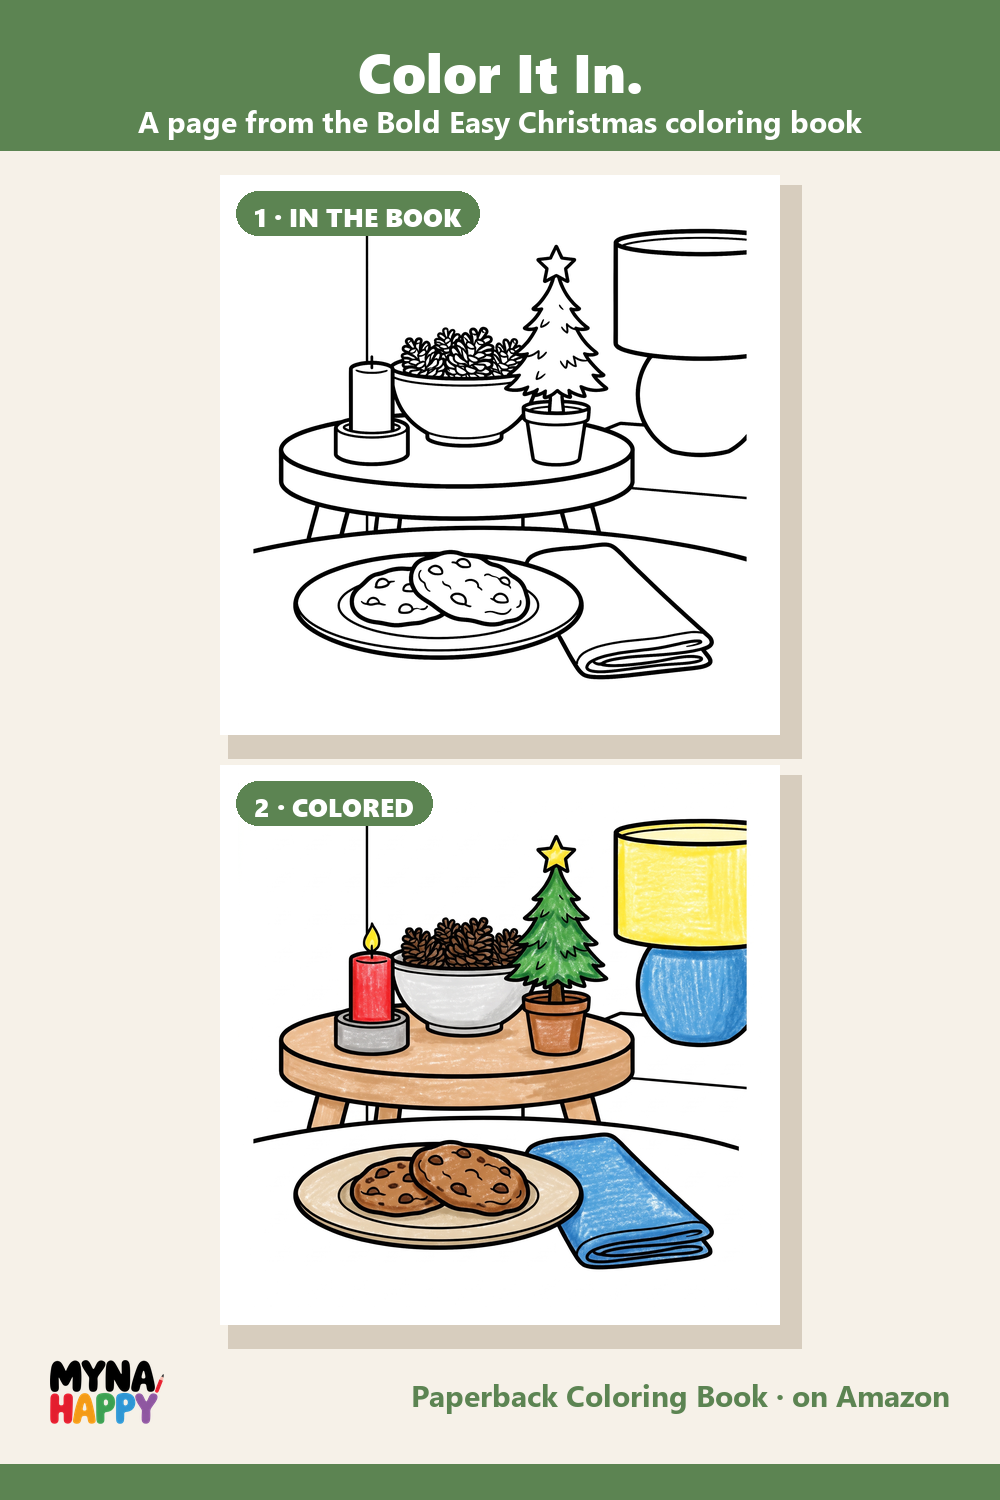 Color It In.
A page from the Bold Easy Christmas coloring book
1 · IN THE BOOK
2 · COLORED
MYNA
HAPPY
Paperback Coloring Book · on Amazon